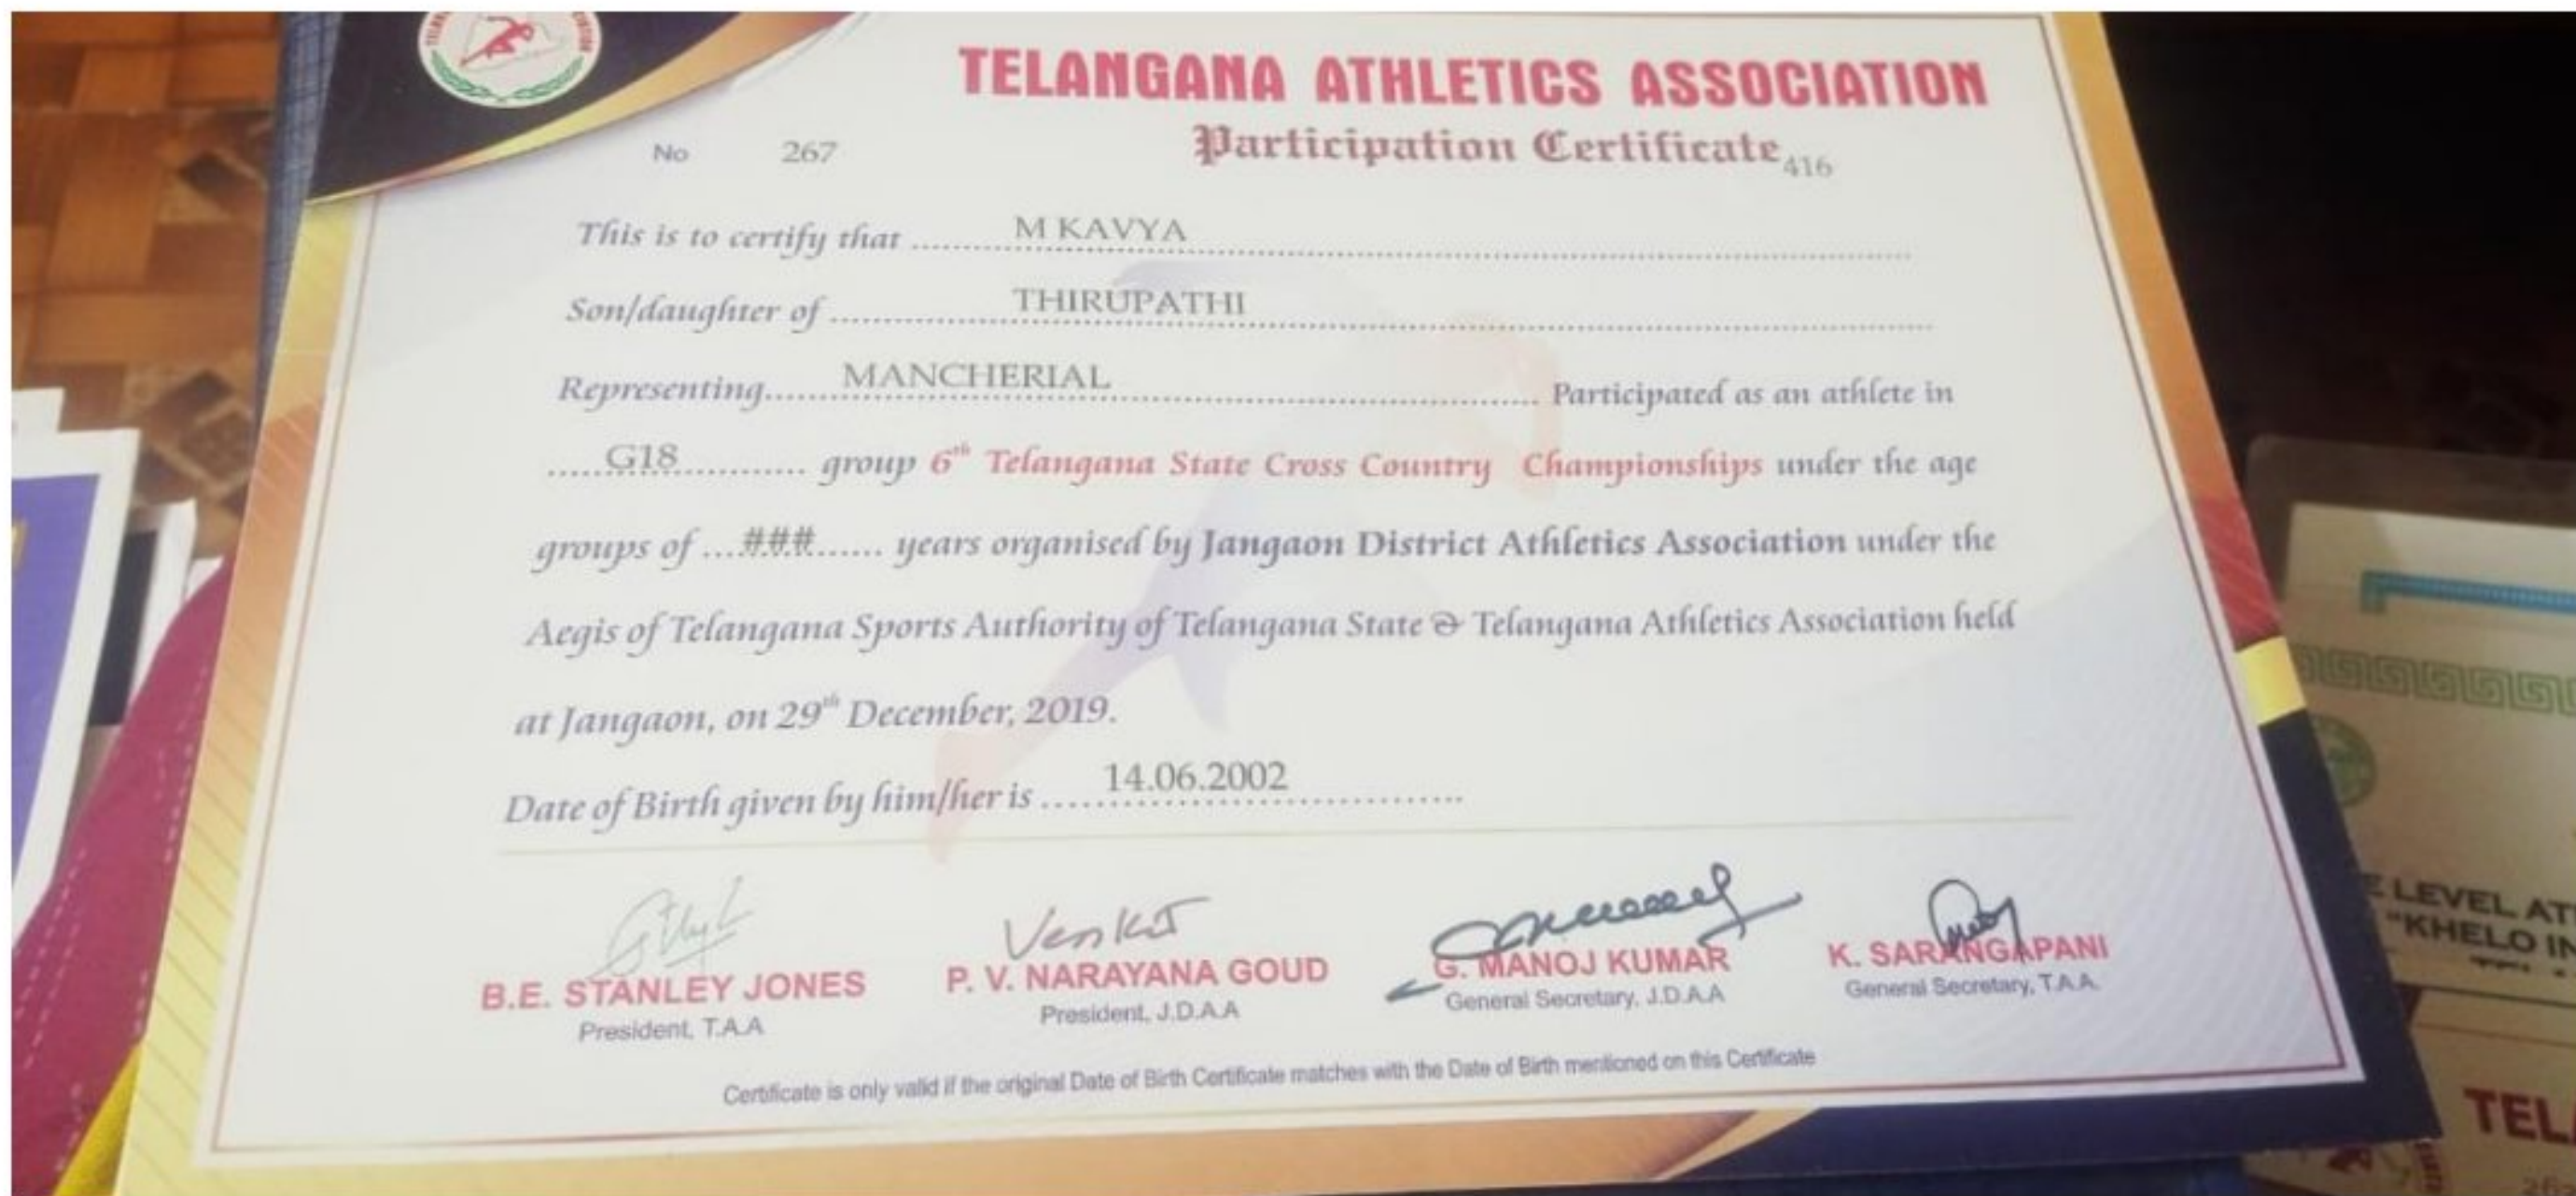 TELANGANA ATHLETICS ASSOCIATION
No 267
Participation Certificate 416
This is to certify that ..... M KAVYA .....
Son/daughter of ..... THIRUPATHI .....
Representing..... MANCHERIAL ..... Participated as an athlete in
.....G18..... group 6th Telangana State Cross Country Championships under the age
groups of ...###...... years organised by Jangaon District Athletics Association under the
Aegis of Telangana Sports Authority of Telangana State & Telangana Athletics Association held
at Jangaon, on 29th December, 2019.
Date of Birth given by him/her is ..... 14.06.2002 .....
Venkat
B.E. STANLEY JONES
President, T.A.A
P. V. NARAYANA GOUD
President, J.D.A.A
G. MANOJ KUMAR
General Secretary, J.D.A.A
K. SARANGAPANI
General Secretary, T.A.A.
Certificate is only valid if the original Date of Birth Certificate matches with the Date of Birth mentioned on this Certificate
E LEVEL AT
"KHELO IN
TEL